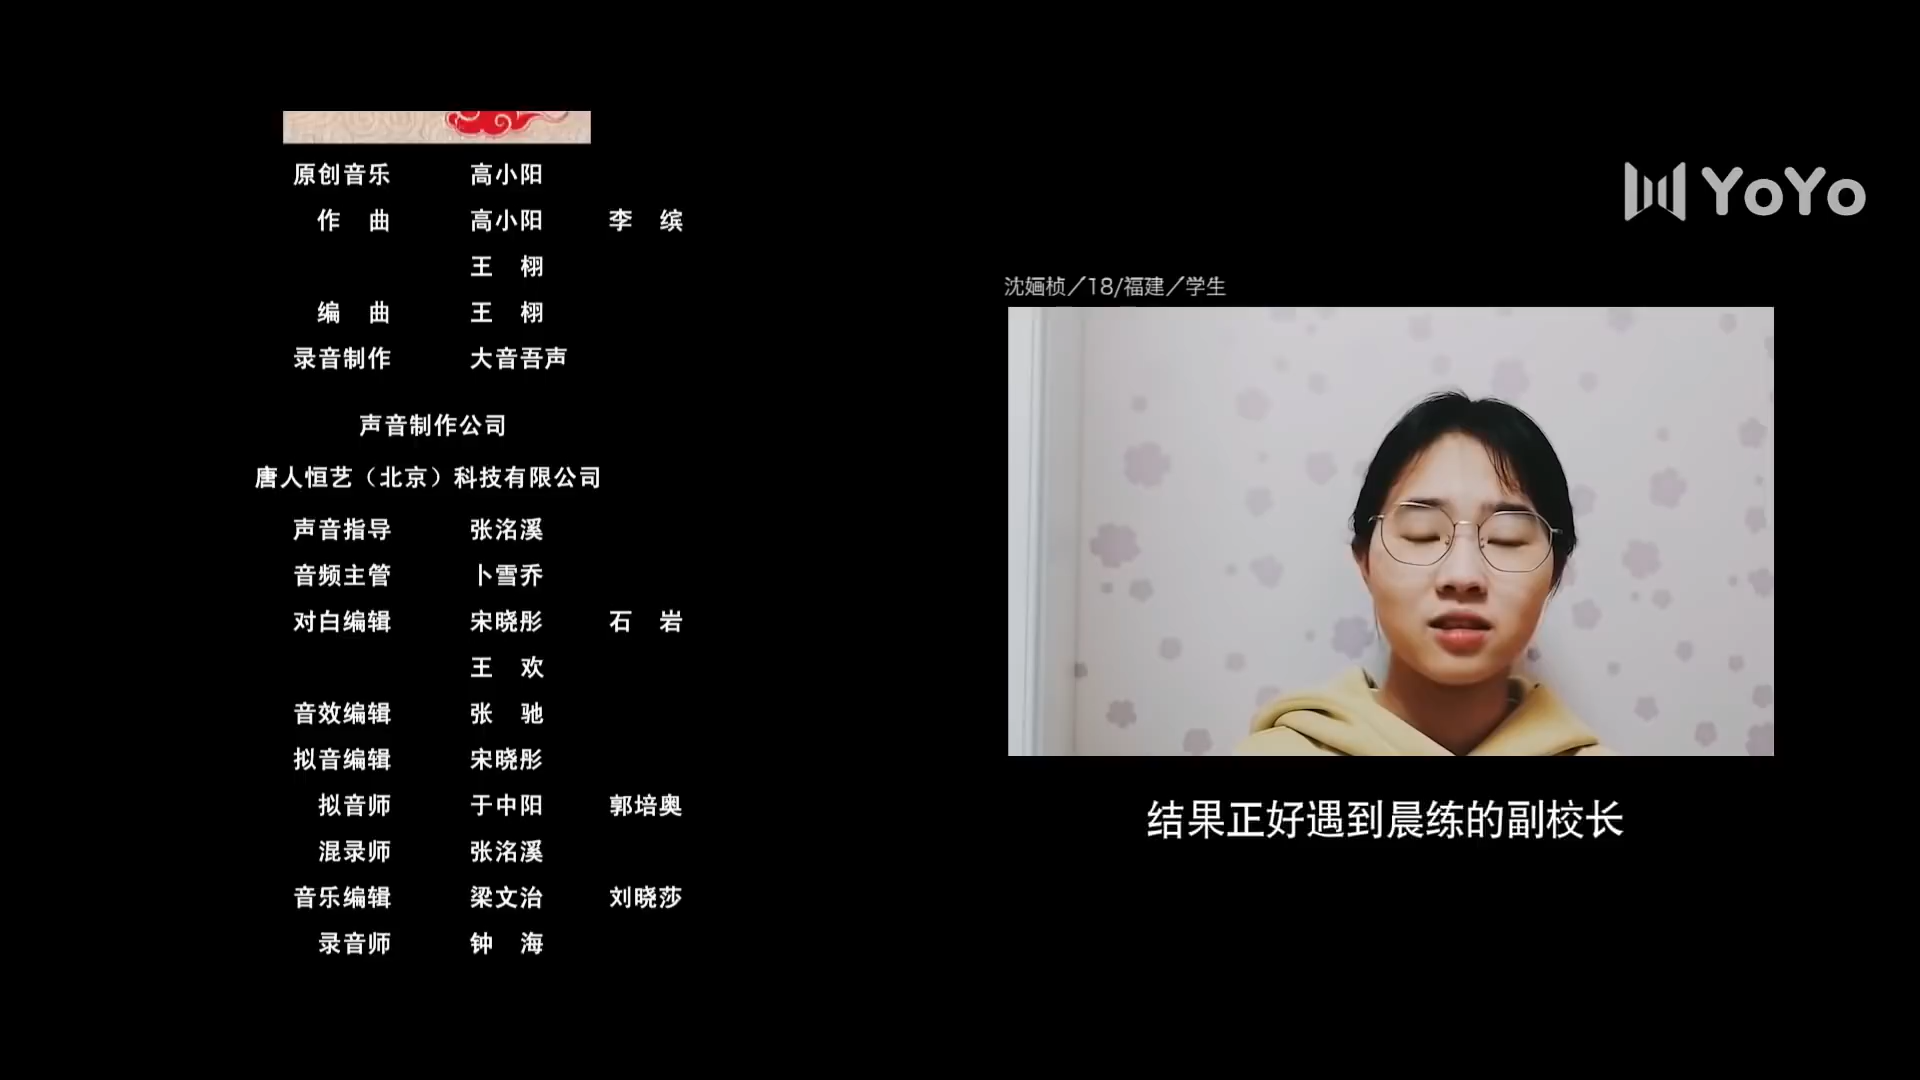 原创音乐 高小阳
作 曲 高小阳 李 缤
王 栩
编 曲 王 栩
录音制作 大音吾声
声音制作公司
唐人恒艺（北京）科技有限公司
声音指导 张洺溪
音频主管 卜雪乔
对白编辑 宋晓彤 石 岩
王 欢
音效编辑 张 驰
拟音编辑 宋晓彤
拟音师 于中阳 郭培奥
混录师 张洺溪
音乐编辑 梁文治 刘晓莎
录音师 钟 海
YoYo
沈婳桢／18/福建／学生
结果正好遇到晨练的副校长